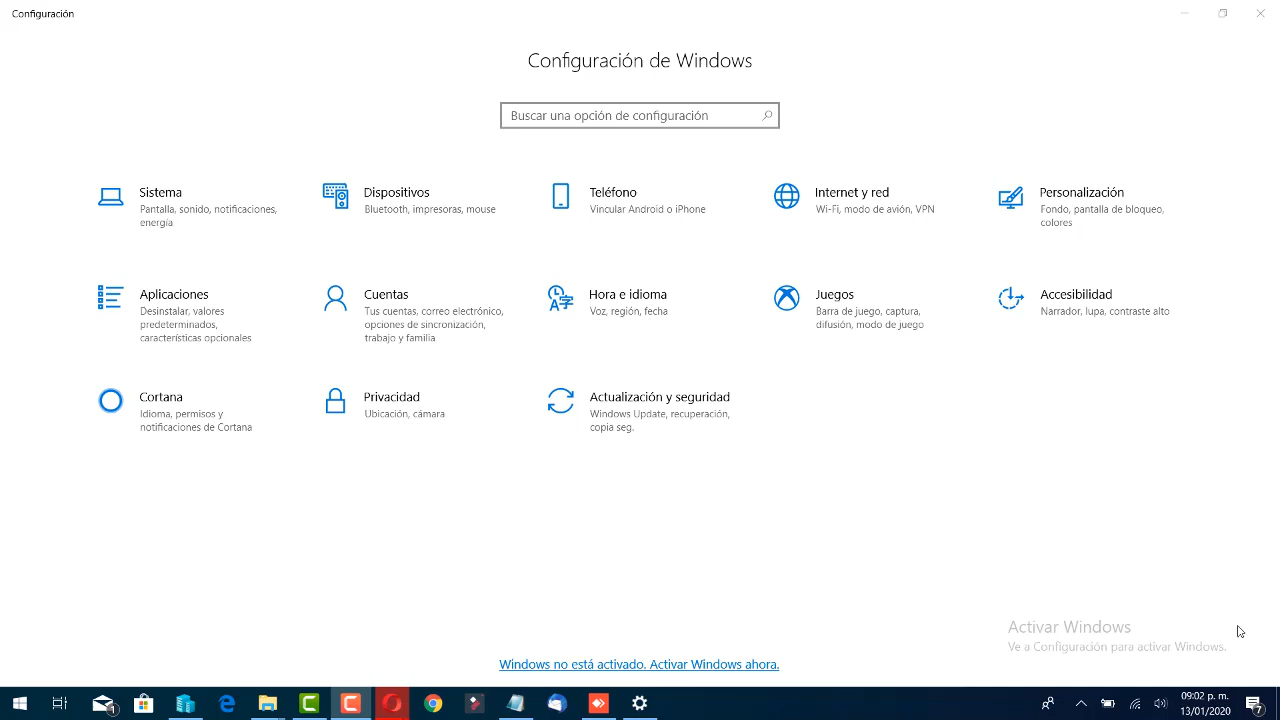 Configuración
Configuración de Windows
Buscar una opción de configuración
Sistema
Pantalla, sonido, notificaciones,
energía
Dispositivos
Bluetooth, impresoras, mouse
Teléfono
Vincular Android o iPhone
Internet y red
Wi-Fi, modo de avión, VPN
Personalización
Fondo, pantalla de bloqueo,
colores
Aplicaciones
Desinstalar, valores
predeterminados,
características opcionales
Cuentas
Tus cuentas, correo electrónico,
opciones de sincronización,
trabajo y familia
Hora e idioma
Voz, región, fecha
Juegos
Barra de juego, captura,
difusión, modo de juego
Accesibilidad
Narrador, lupa, contraste alto
Cortana
Idioma, permisos y
notificaciones de Cortana
Privacidad
Ubicación, cámara
Actualización y seguridad
Windows Update, recuperación,
copia seg.
Activar Windows
Ve a Configuración para activar Windows.
Windows no está activado. Activar Windows ahora.
1
09:02 p. m.
13/01/2020
7